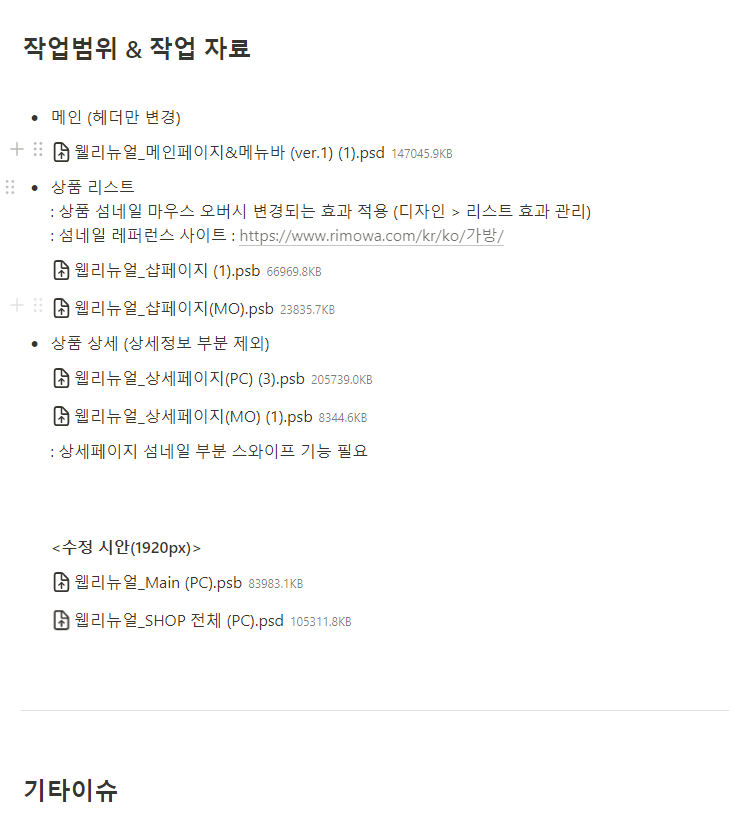 작업범위 & 작업 자료
메인 (헤더만 변경)
웰리뉴얼_메인페이지&메뉴바 (ver.1) (1).psd 147045.9KB
상품 리스트
: 상품 섬네일 마우스 오버시 변경되는 효과 적용 (디자인 > 리스트 효과 관리)
: 섬네일 레퍼런스 사이트 : https://www.rimowa.com/kr/ko/가방/
웹리뉴얼_샵페이지 (1).psb 66969.8KB
웹리뉴얼_샵페이지(MO).psb 23835.7KB
상품 상세 (상세정보 부분 제외)
웹리뉴얼_상세페이지(PC) (3).psb 205739.0KB
웹리뉴얼_상세페이지(MO) (1).psb 8344.6KB
: 상세페이지 섬네일 부분 스와이프 기능 필요
<수정 시안(1920px)>
웹리뉴얼_Main (PC).psb 83983.1KB
웹리뉴얼_SHOP 전체 (PC).psd 105311.8KB
기타이슈